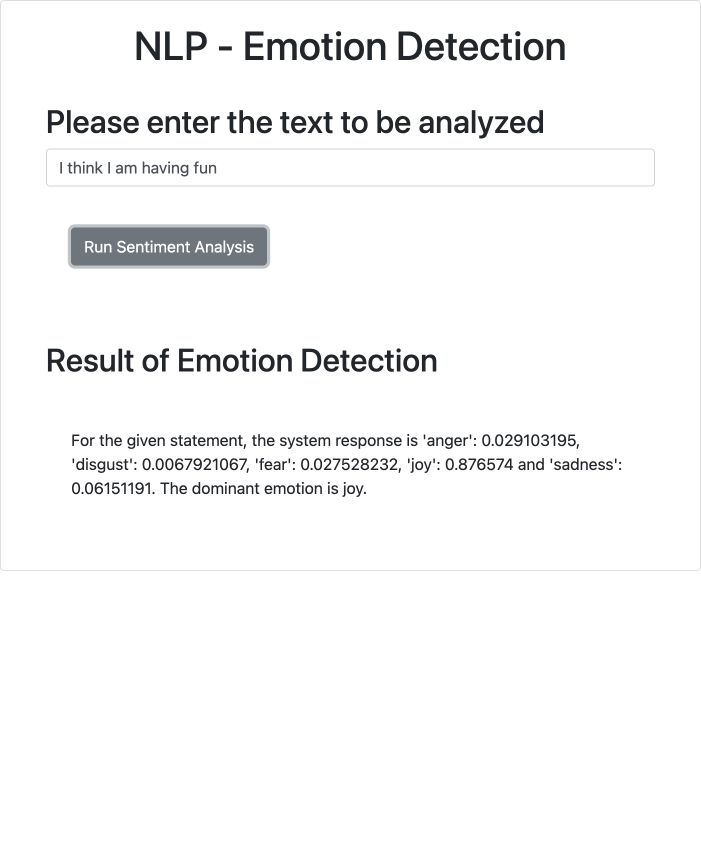 NLP - Emotion Detection
Please enter the text to be analyzed
I think I am having fun
Run Sentiment Analysis
Result of Emotion Detection
For the given statement, the system response is 'anger': 0.029103195,
'disgust': 0.0067921067, 'fear': 0.027528232, 'joy': 0.876574 and 'sadness':
0.06151191. The dominant emotion is joy.